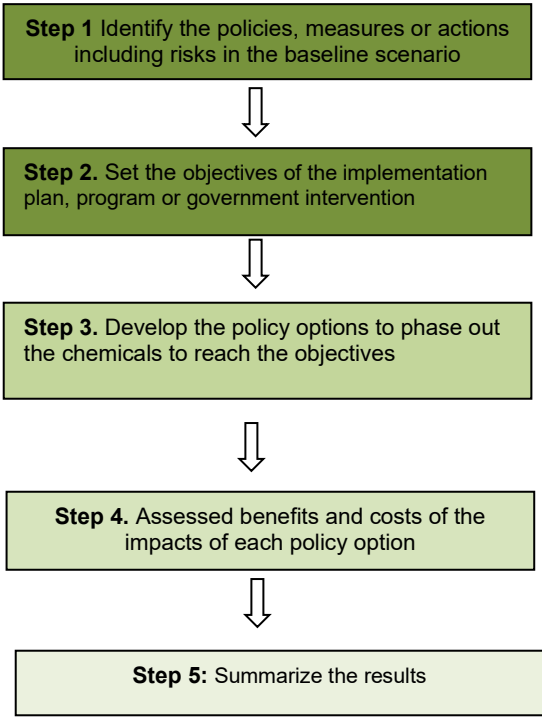 Step 1 Identify the policies, measures or actions
including risks in the baseline scenario
Step 2. Set the objectives of the implementation
plan, program or government intervention
Step 3. Develop the policy options to phase out
the chemicals to reach the objectives
Step 4. Assessed benefits and costs of the
impacts of each policy option
Step 5: Summarize the results